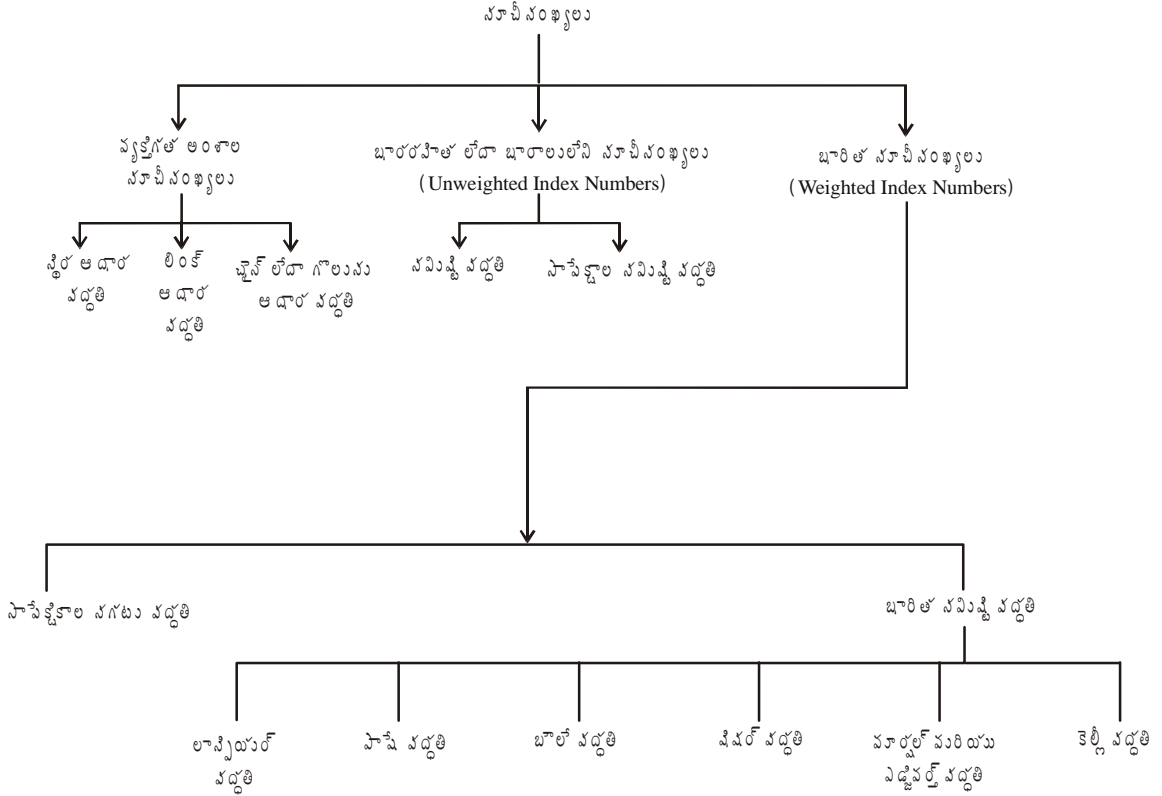 సూచీసంఖ్యలు
వ్యక్తిగత అంశాల
సూచీసంఖ్యలు
భారరహిత లేదా భారాలులేని సూచీసంఖ్యలు
(Unweighted Index Numbers)
భారిత సూచీసంఖ్యలు
(Weighted Index Numbers)
స్థిర ఆధార
పద్ధతి
లింక్
ఆధార
పద్ధతి
చైన్ లేదా గొలుసు
ఆధార పద్ధతి
సమిష్టి పద్ధతి
సాపేక్షాల సమిష్టి పద్ధతి
సాపేక్షికాల సగటు పద్ధతి
భారిత సమిష్టి పద్ధతి
లాస్పియర్
పద్ధతి
పాషే పద్ధతి
బౌలే పద్ధతి
ఫిషర్ పద్ధతి
మార్షల్ మరియు
ఎడ్జివర్త్ పద్ధతి
కెల్లీ పద్ధతి